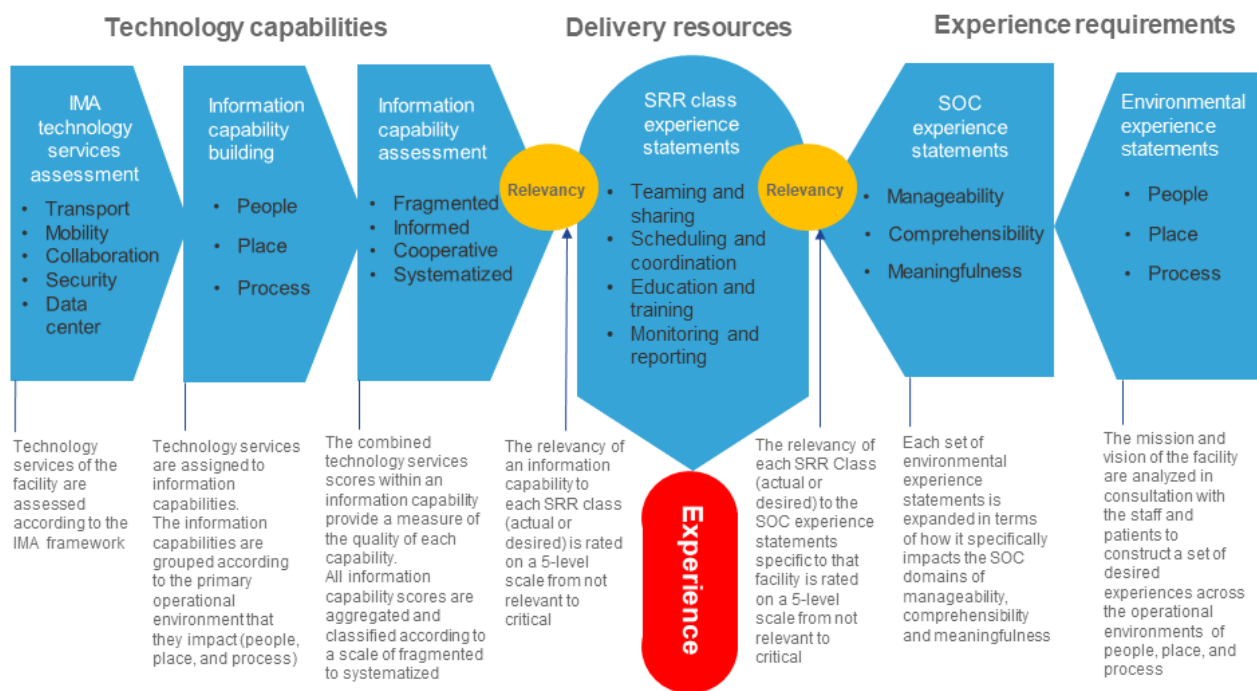 Technology capabilities
Delivery resources
Experience requirements
IMA
technology
services
assessment
• Transport
• Mobility
• Collaboration
• Security
• Data
center
Information
capability
building
• People
• Place
• Process
Information
capability
assessment
• Fragmented
• Informed
• Cooperative
• Systematized
Relevancy
SRR class
experience
statements
• Teaming and
sharing
• Scheduling and
coordination
• Education and
training
• Monitoring and
reporting
Relevancy
SOC
experience
statements
• Manageability
• Comprehensibility
• Meaningfulness
Environmental
experience
statements
• People
• Place
• Process
Technology
services of the
facility are
assessed
according to the
IMA framework
Technology services
are assigned to
information
capabilities.
The information
capabilities are
grouped according
to the primary
operational
environment that
they impact (people,
place, and process)
The combined
technology services
scores within an
information capability
provide a measure of
the quality of each
capability.
All information
capability scores are
aggregated and
classified according to
a scale of fragmented
to systematized
The relevancy of
an information
capability to
each SRR class
(actual or
desired) is rated
on a 5-level
scale from not
relevant to
critical
Experience
The relevancy of
each SRR Class
(actual or
desired) to the
SOC experience
statements
specific to that
facility is rated
on a 5-level
scale from not
relevant to
critical
Each set of
environmental
experience
statements is
expanded in terms
of how it specifically
impacts the SOC
domains of
manageability,
comprehensibility
and meaningfulness
The mission and
vision of the facility
are analyzed in
consultation with
the staff and
patients to
construct a set of
desired
experiences across
the operational
environments of
people, place, and
process